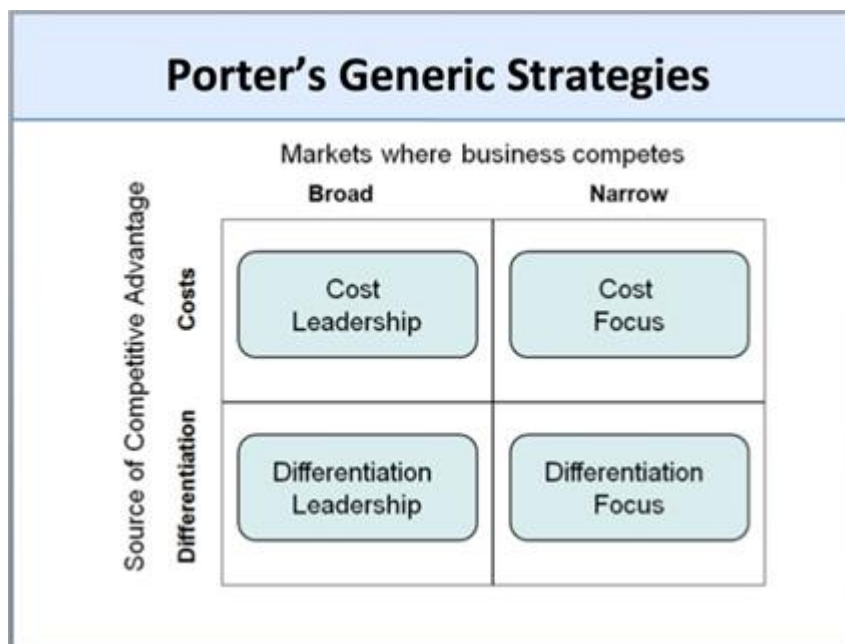 Porter’s Generic Strategies
Markets where business competes
Broad
Narrow
Source of Competitive Advantage
Costs
Cost
Leadership
Cost
Focus
Differentiation
Differentiation
Leadership
Differentiation
Focus